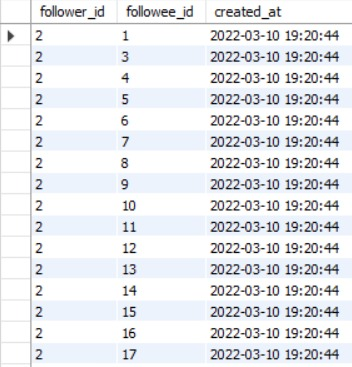 follower_id followee_id created_at
2 1 2022-03-10 19:20:44
2 3 2022-03-10 19:20:44
2 4 2022-03-10 19:20:44
2 5 2022-03-10 19:20:44
2 6 2022-03-10 19:20:44
2 7 2022-03-10 19:20:44
2 8 2022-03-10 19:20:44
2 9 2022-03-10 19:20:44
2 10 2022-03-10 19:20:44
2 11 2022-03-10 19:20:44
2 12 2022-03-10 19:20:44
2 13 2022-03-10 19:20:44
2 14 2022-03-10 19:20:44
2 15 2022-03-10 19:20:44
2 16 2022-03-10 19:20:44
2 17 2022-03-10 19:20:44